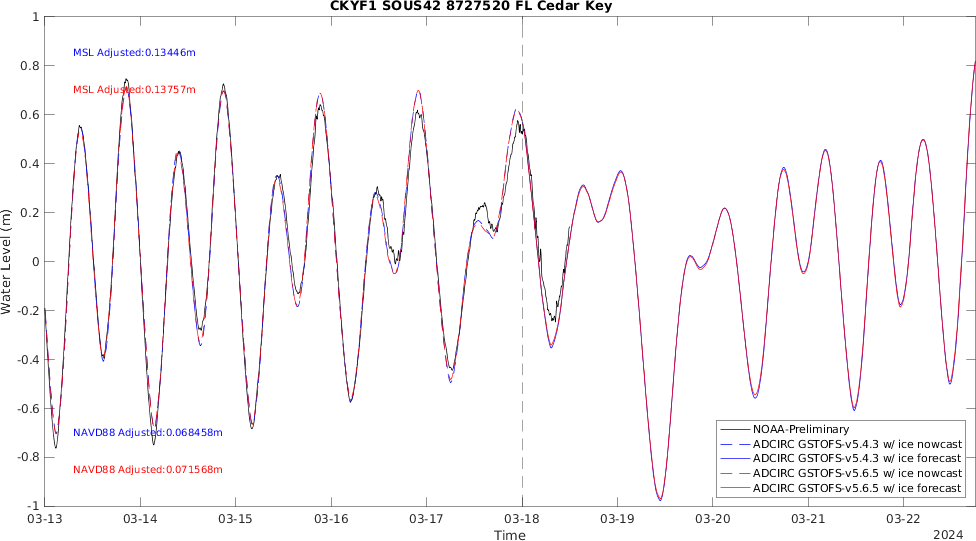 CKYF1 SOUS42 8727520 FL Cedar Key
1
0.8
0.6
0.4
0.2
0
-0.2
-0.4
-0.6
-0.8
-1
Water Level (m)
MSL Adjusted:0.13446m
MSL Adjusted:0.13757m
NAVD88 Adjusted:0.068458m
NAVD88 Adjusted:0.071568m
NOAA-Preliminary
ADCIRC GSTOFS-v5.4.3 w/ ice nowcast
ADCIRC GSTOFS-v5.4.3 w/ ice forecast
ADCIRC GSTOFS-v5.6.5 w/ ice nowcast
ADCIRC GSTOFS-v5.6.5 w/ ice forecast
03-13 03-14 03-15 03-16 03-17 03-18 03-19 03-20 03-21 03-22
Time
2024